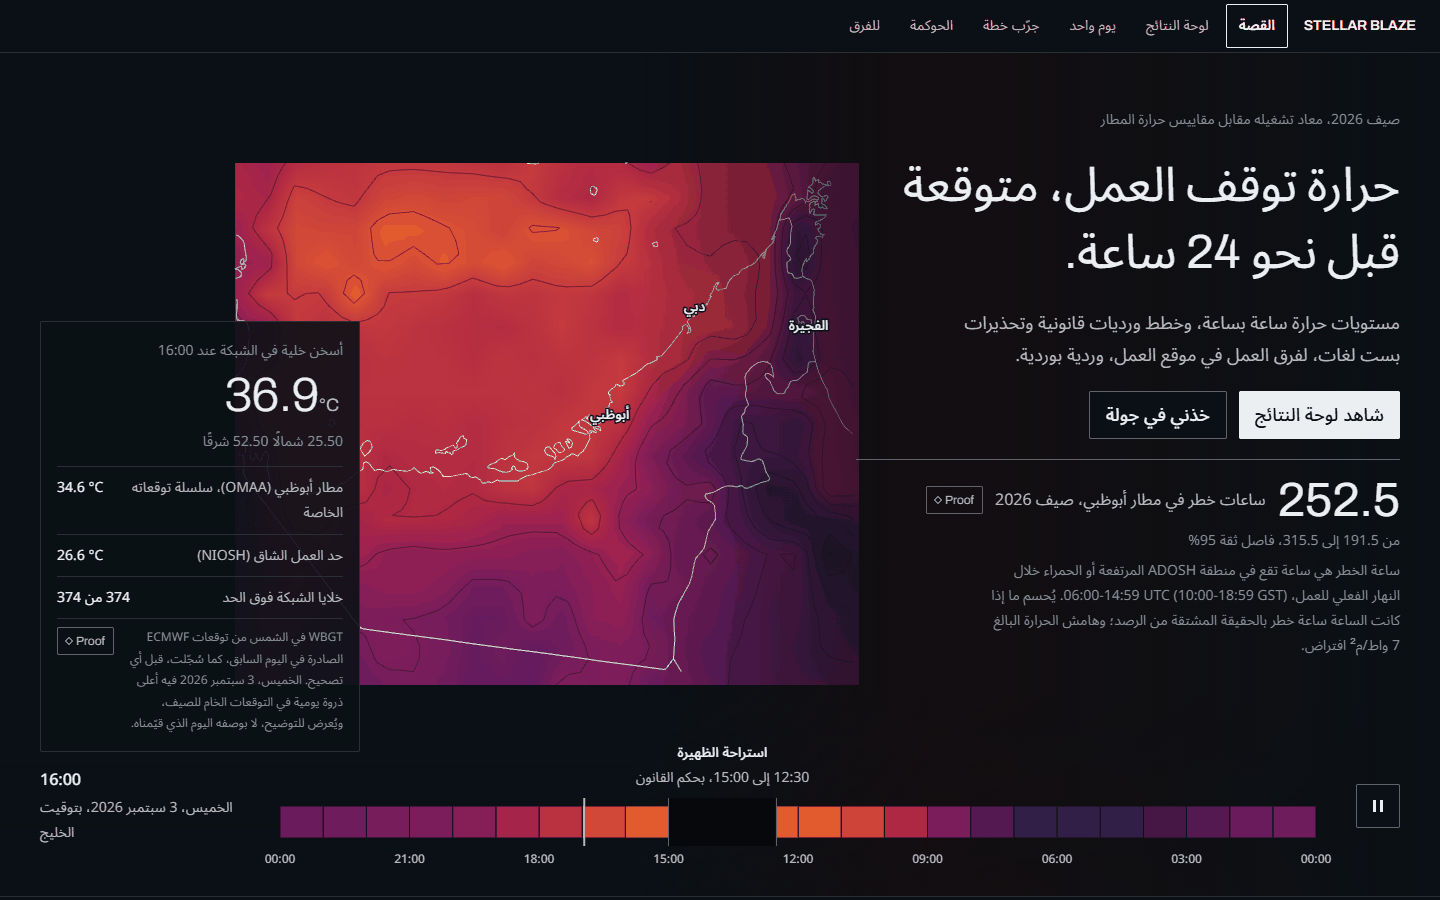 STELLAR BLAZE
القصة
لوحة النتائج
يوم واحد
جرّب خطة
الحوكمة
للفرق
صيف 2026، معاد تشغيله مقابل مقاييس حرارة المطار
حرارة توقف العمل، متوقعة
قبل نحو 24 ساعة.
مستويات حرارة ساعة بساعة، وخطط ورديات قانونية وتحذيرات
بست لغات، لفرق العمل في موقع العمل، وردية بوردية.
شاهد لوحة النتائج
خذني في جولة
252.5 ساعات خطر في مطار أبوظبي، صيف 2026
◇ Proof
من 191.5 إلى 315.5، فاصل ثقة 95%
ساعة الخطر هي ساعة تقع في منطقة ADOSH المرتفعة أو الحمراء خلال
النهار الفعلي للعمل، 06:00-14:59 UTC (10:00-18:59 GST). يُحسم ما إذا
كانت الساعة ساعة خطر بالحقيقة المشتقة من الرصد؛ وهامش الحرارة البالغ
7 واط/م² افتراض.
دبي
الفجيرة
أبوظبي
أسخن خلية في الشبكة عند 16:00
36.9°C
25.50 شمالًا 52.50 شرقًا
مطار أبوظبي (OMAA)، سلسلة توقعاته
الخاصة
34.6 °C
حد العمل الشاق (NIOSH)
26.6 °C
خلايا الشبكة فوق الحد
374 من 374
WBGT في الشمس من توقعات ECMWF
الصادرة في اليوم السابق، كما سُجّلت، قبل أي
تصحيح. الخميس، 3 سبتمبر 2026 فيه أعلى
ذروة يومية في التوقعات الخام للصيف،
ويُعرض للتوضيح، لا بوصفه اليوم الذي قيّمناه.
◇ Proof
استراحة الظهيرة
12:30 إلى 15:00، بحكم القانون
16:00
الخميس، 3 سبتمبر 2026، بتوقيت
الخليج
00:00
03:00
06:00
09:00
12:00
15:00
18:00
21:00
00:00